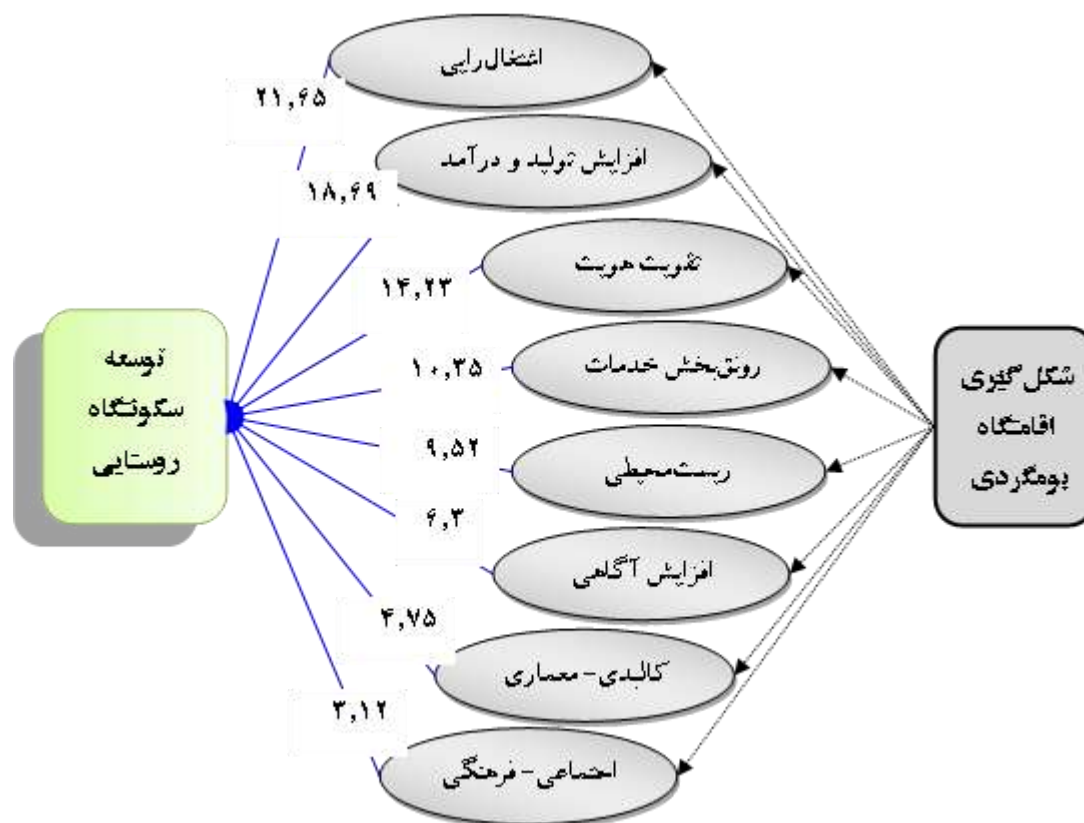 اشتغال‌زایی
۲۱,۶۵
افزایش تولید و درآمد
۱۸,۶۹
تقویت هویت
۱۴,۲۳
رونق‌بخش خدمات
۱۰,۳۵
زیست‌محیطی
۹,۵۲
افزایش آگاهی
۶,۳
کالبدی-معماری
۴,۷۵
اجتماعی-فرهنگی
۳,۱۲
شکل گیری
اقامتگاه
بومگردی
توسعه
سکونتگاه
روستایی